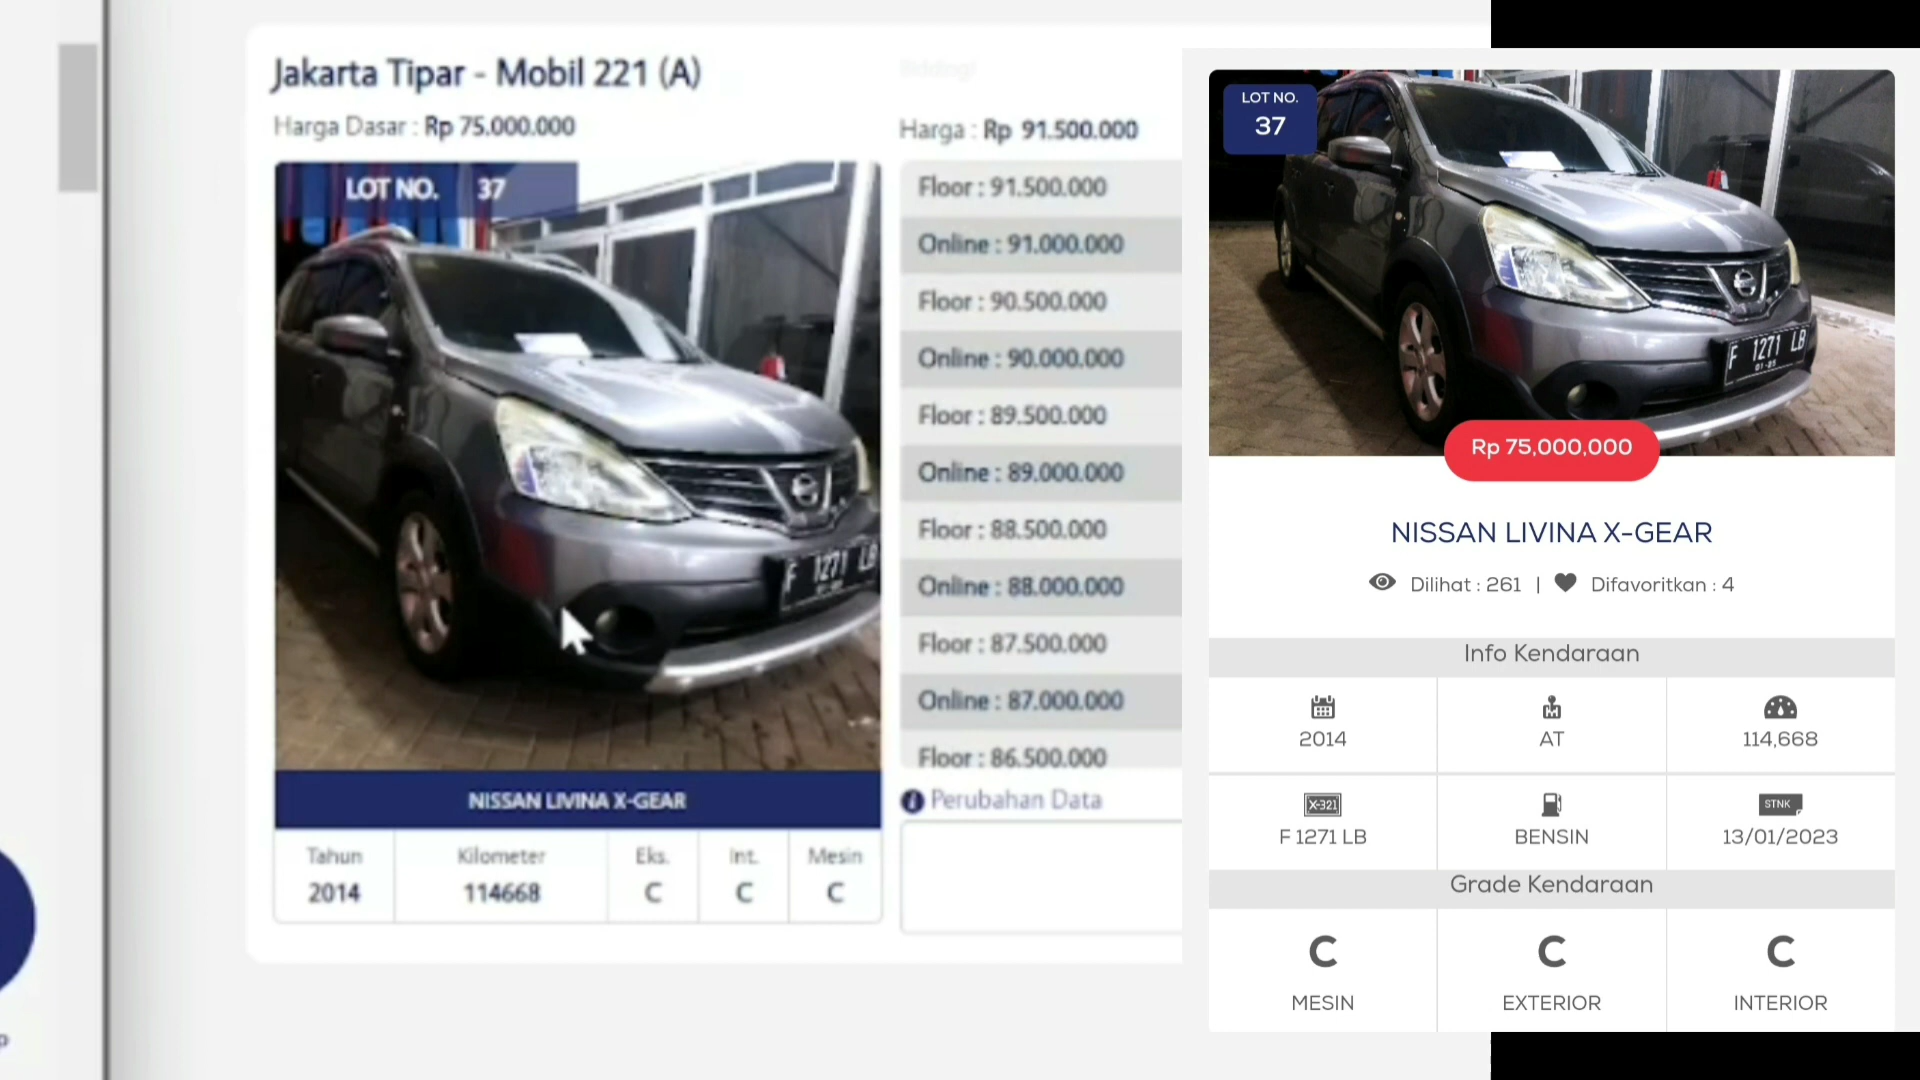 Jakarta Tipar - Mobil 221 (A)
Harga Dasar : Rp 75.000.000
LOT NO. 37
F 1271 LB
NISSAN LIVINA X-GEAR
Tahun Kilometer Eks. Int. Mesin
2014 114668 C C C
Harga : Rp 91.500.000
Floor : 91.500.000
Online : 91.000.000
Floor : 90.500.000
Online : 90.000.000
Floor : 89.500.000
Online : 89.000.000
Floor : 88.500.000
Online : 88.000.000
Floor : 87.500.000
Online : 87.000.000
Floor : 86.500.000
Perubahan Data
LOT NO.
37
F 1271 LB
Rp 75,000,000
NISSAN LIVINA X-GEAR
Dilihat : 261 | Difavoritkan : 4
Info Kendaraan
2014 AT 114,668
X-321 STNK
F 1271 LB BENSIN 13/01/2023
Grade Kendaraan
C C C
MESIN EXTERIOR INTERIOR